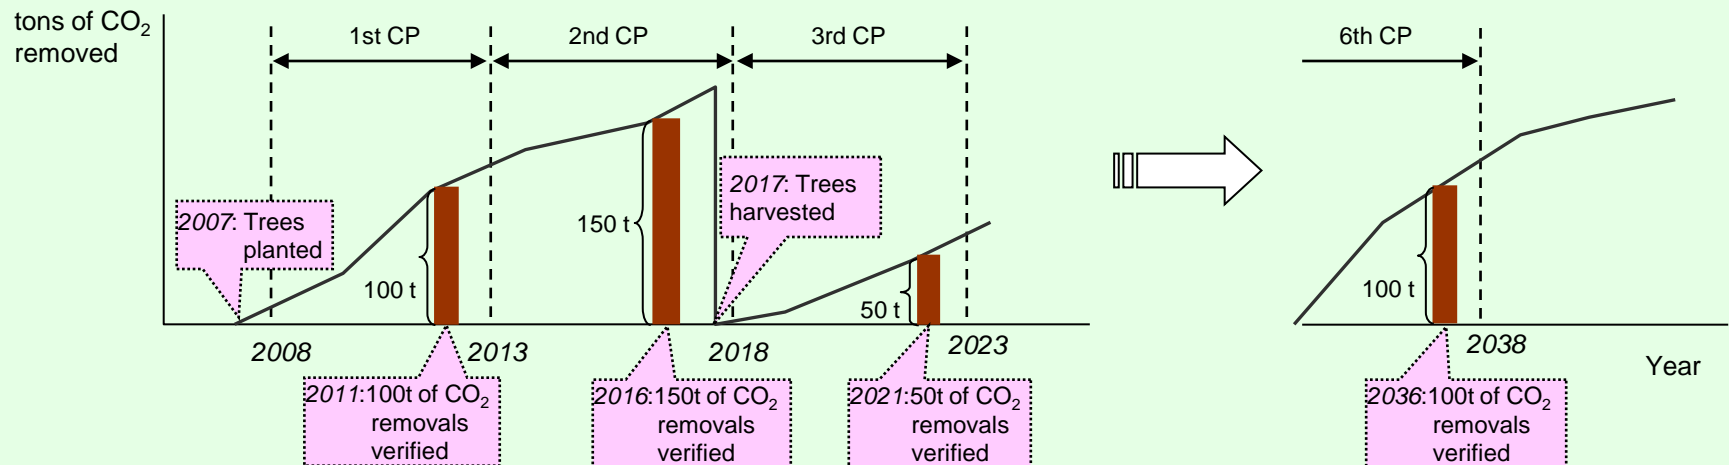 tons of CO2
removed
1st CP
2nd CP
3rd CP
6th CP
2007: Trees
planted
100 t
150 t
2017: Trees
harvested
50 t
100 t
2008
2013
2018
2023
2038
Year
2011:100t of CO2
removals
verified
2016:150t of CO2
removals
verified
2021:50t of CO2
removals
verified
2036:100t of CO2
removals
verified